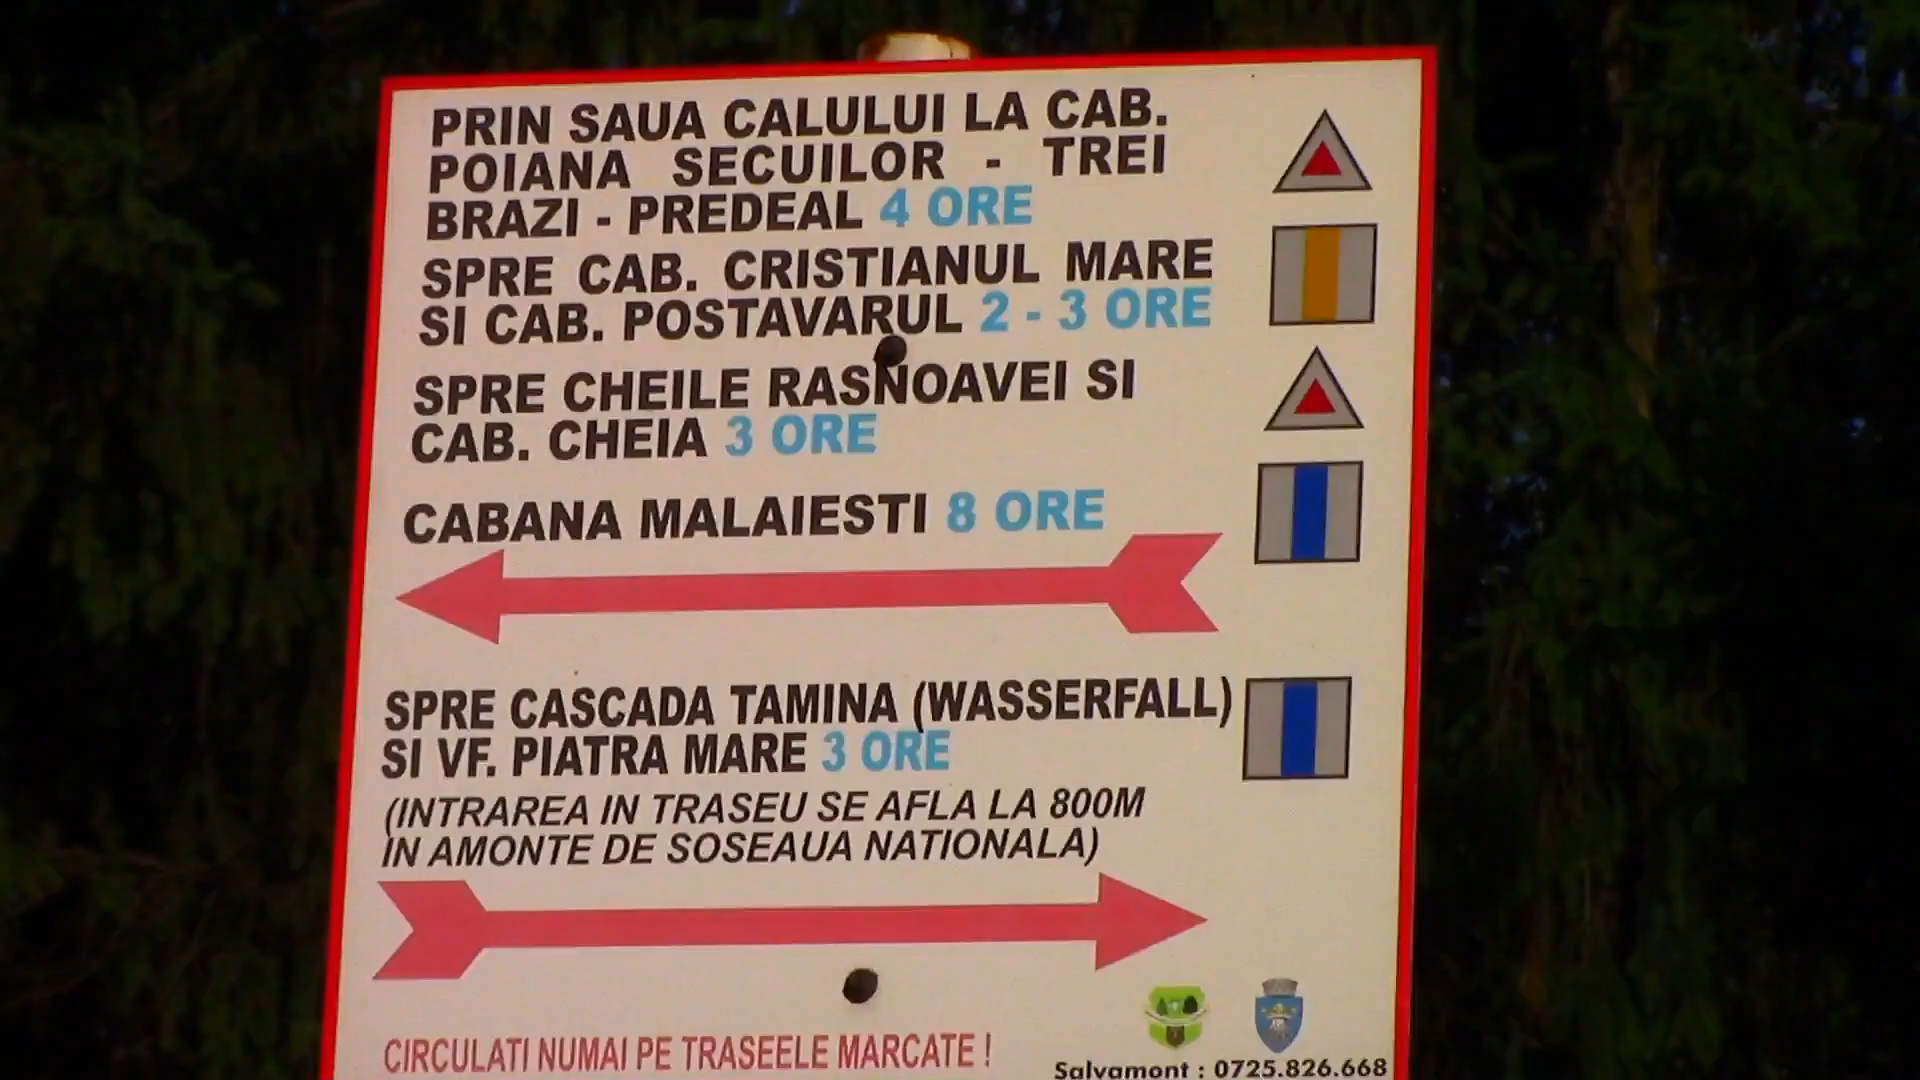 PRIN SAUA CALULUI LA CAB.
POIANA SECUILOR - TREI
BRAZI - PREDEAL 4 ORE
SPRE CAB. CRISTIANUL MARE
SI CAB. POSTAVARUL 2 - 3 ORE
SPRE CHEILE RASNOAVEI SI
CAB. CHEIA 3 ORE
CABANA MALAIESTI 8 ORE
SPRE CASCADA TAMINA (WASSERFALL)
SI VF. PIATRA MARE 3 ORE
(INTRAREA IN TRASEU SE AFLA LA 800M
IN AMONTE DE SOSEAUA NATIONALA)
CIRCULATI NUMAI PE TRASEELE MARCATE !
Salvamont : 0725.826.668